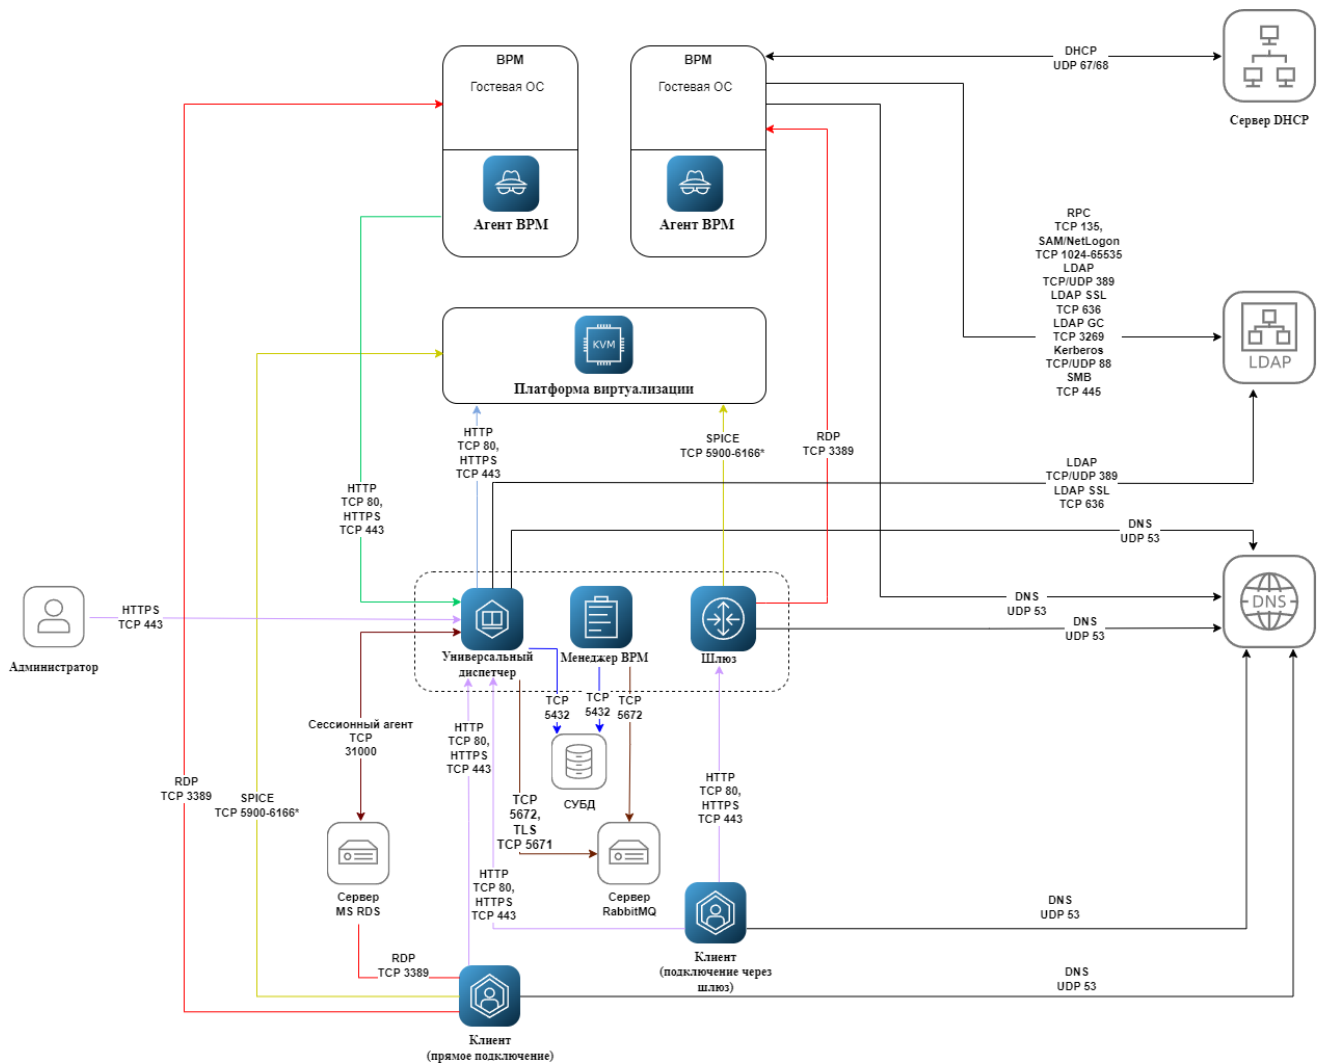 ВРМ
Гостевая ОС
Агент ВРМ
ВРМ
Гостевая ОС
Агент ВРМ
DHCP
UDP 67/68
Сервер DHCP
RPC
TCP 135,
SAM/NetLogon
TCP 1024-65535
LDAP
TCP/UDP 389
LDAP SSL
TCP 636
LDAP GC
TCP 3269
Kerberos
TCP/UDP 88
SMB
TCP 445
LDAP
KVM
Платформа виртуализации
HTTP
TCP 80,
HTTPS
TCP 443
SPICE
TCP 5900-6166*
RDP
TCP 3389
HTTP
TCP 80,
HTTPS
TCP 443
LDAP
TCP/UDP 389
LDAP SSL
TCP 636
DNS
UDP 53
DNS
UDP 53
DNS
UDP 53
DNS
HTTPS
TCP 443
Администратор
Универсальный
диспетчер
Менеджер ВРМ
Шлюз
Сессионный агент
TCP
31000
TCP
5432
TCP
5432
TCP
5672
HTTP
TCP 80,
HTTPS
TCP 443
СУБД
HTTP
TCP 80,
HTTPS
TCP 443
RDP
TCP 3389
SPICE
TCP 5900-6166*
TCP
5672,
TLS
TCP 5671
Сервер
MS RDS
HTTP
TCP 80,
HTTPS
TCP 443
Сервер
RabbitMQ
DNS
UDP 53
Клиент
(подключение через
шлюз)
RDP
TCP 3389
DNS
UDP 53
Клиент
(прямое подключение)